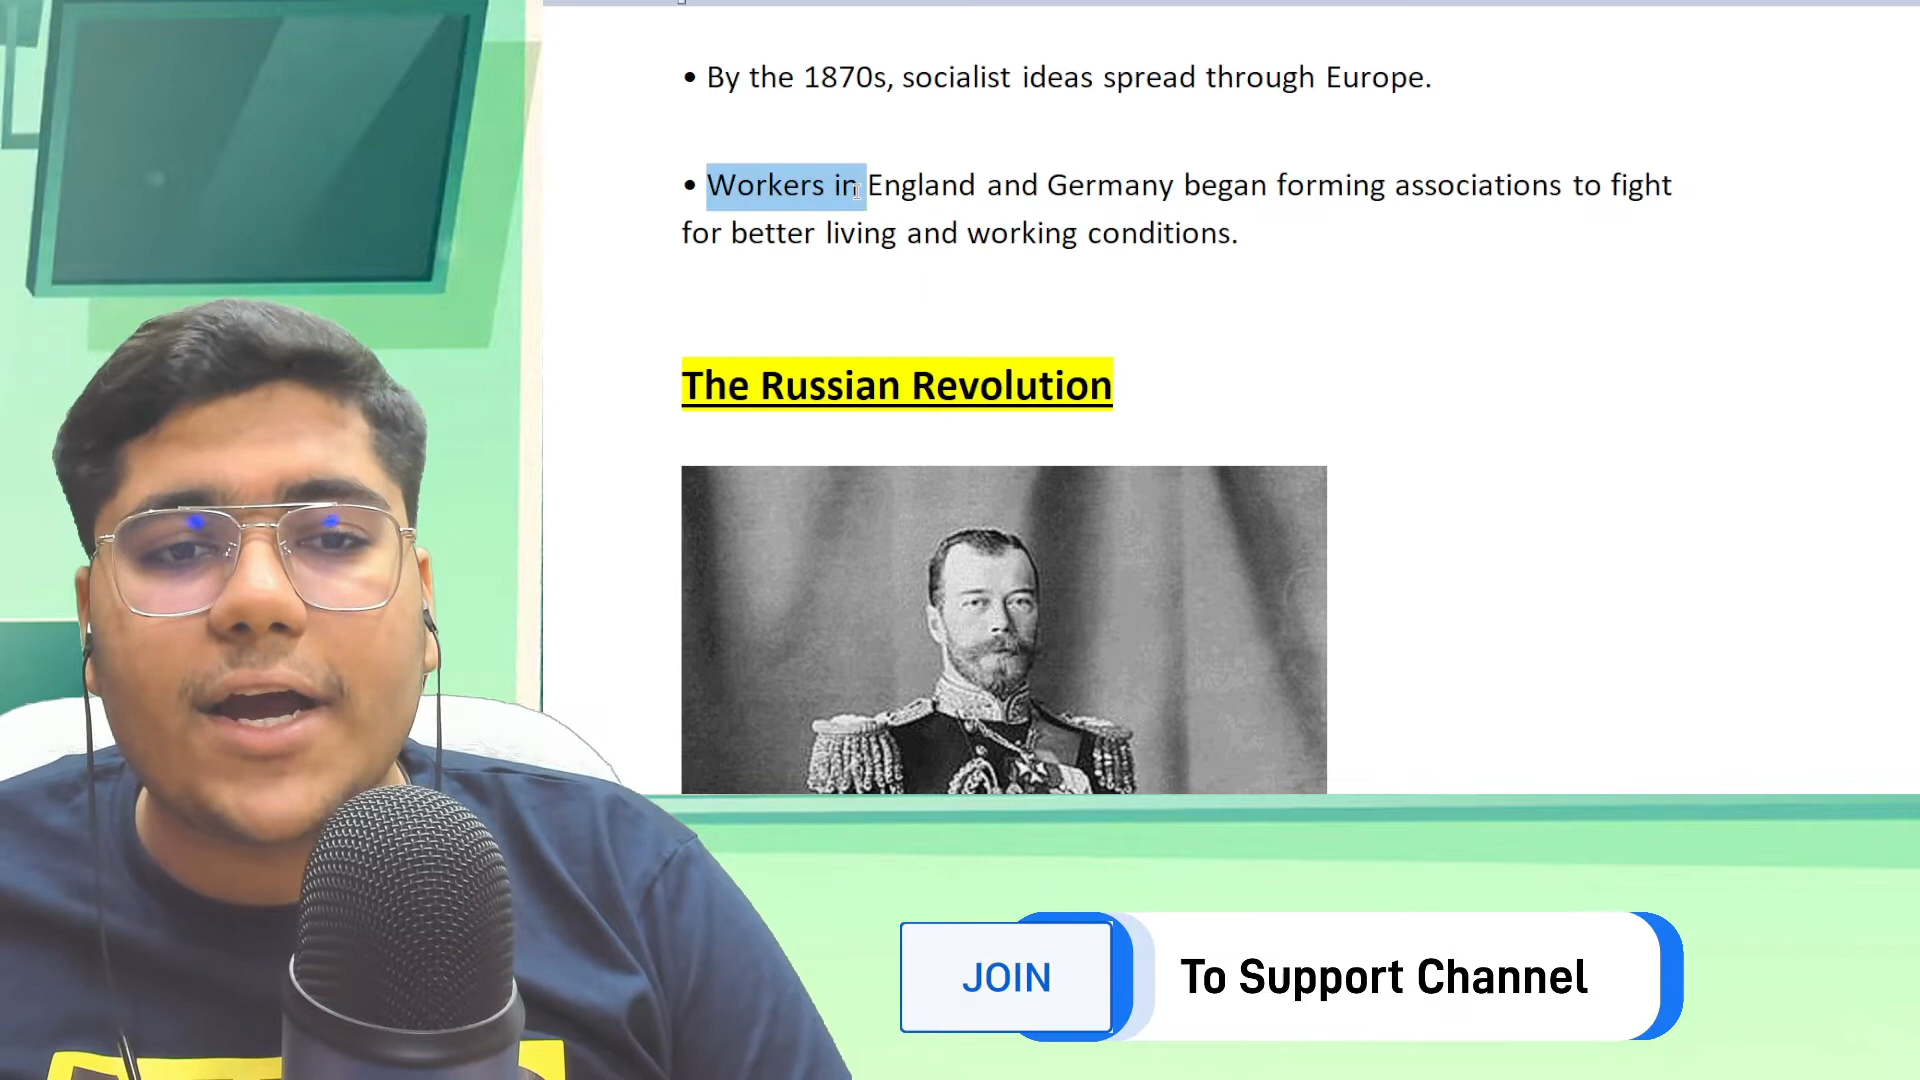 • By the 1870s, socialist ideas spread through Europe.
• Workers in England and Germany began forming associations to fight
for better living and working conditions.
The Russian Revolution
JOIN
To Support Channel